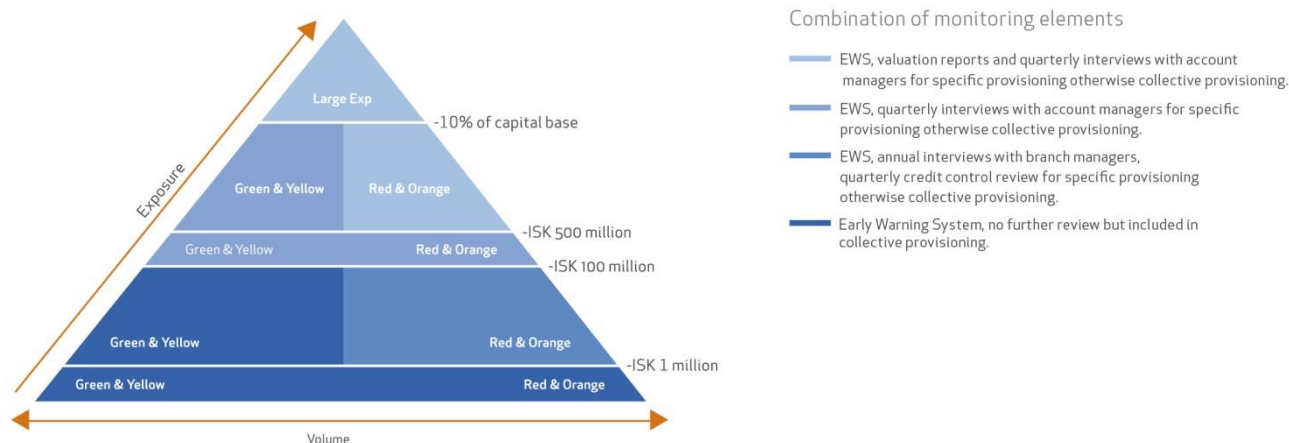 Combination of monitoring elements
EWS, valuation reports and quarterly interviews with account
managers for specific provisioning otherwise collective provisioning.
EWS, quarterly interviews with account managers for specific
provisioning otherwise collective provisioning.
EWS, annual interviews with branch managers,
quarterly credit control review for specific provisioning
otherwise collective provisioning.
Early Warning System, no further review but included in
collective provisioning.
Exposure
Large Exp
-10% of capital base
Green & Yellow
Red & Orange
-ISK 500 million
Green & Yellow
Red & Orange
-ISK 100 million
Green & Yellow
Red & Orange
-ISK 1 million
Green & Yellow
Red & Orange
Volume